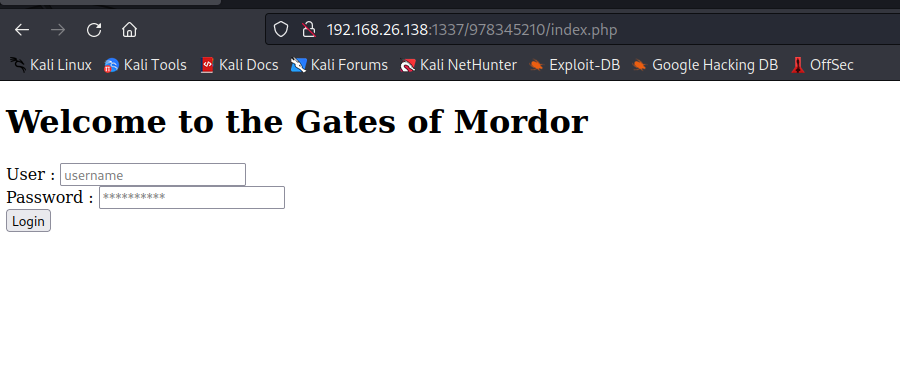 192.168.26.138:1337/978345210/index.php
Kali Linux Kali Tools Kali Docs Kali Forums Kali NetHunter Exploit-DB Google Hacking DB OffSec
Welcome to the Gates of Mordor
User : username
Password : **********
Login